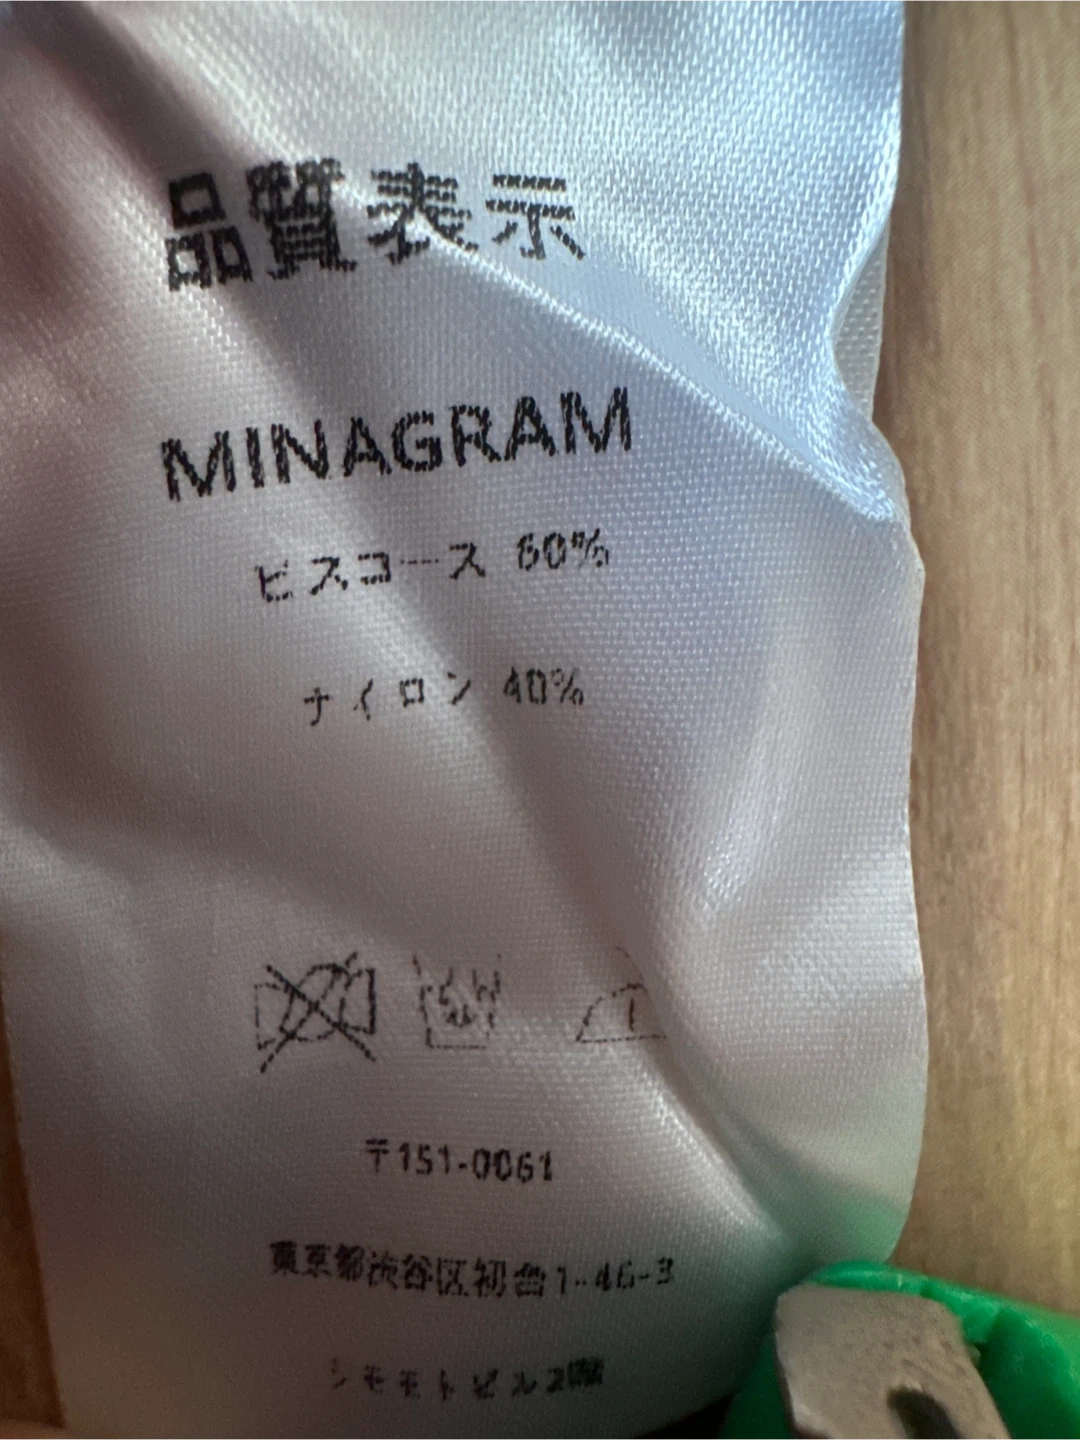 品質表示
MINAGRAM
ビスコース 60%
ナイロン 40%
〒151-0061
東京都渋谷区初台1-46-3
シモモトビル2階